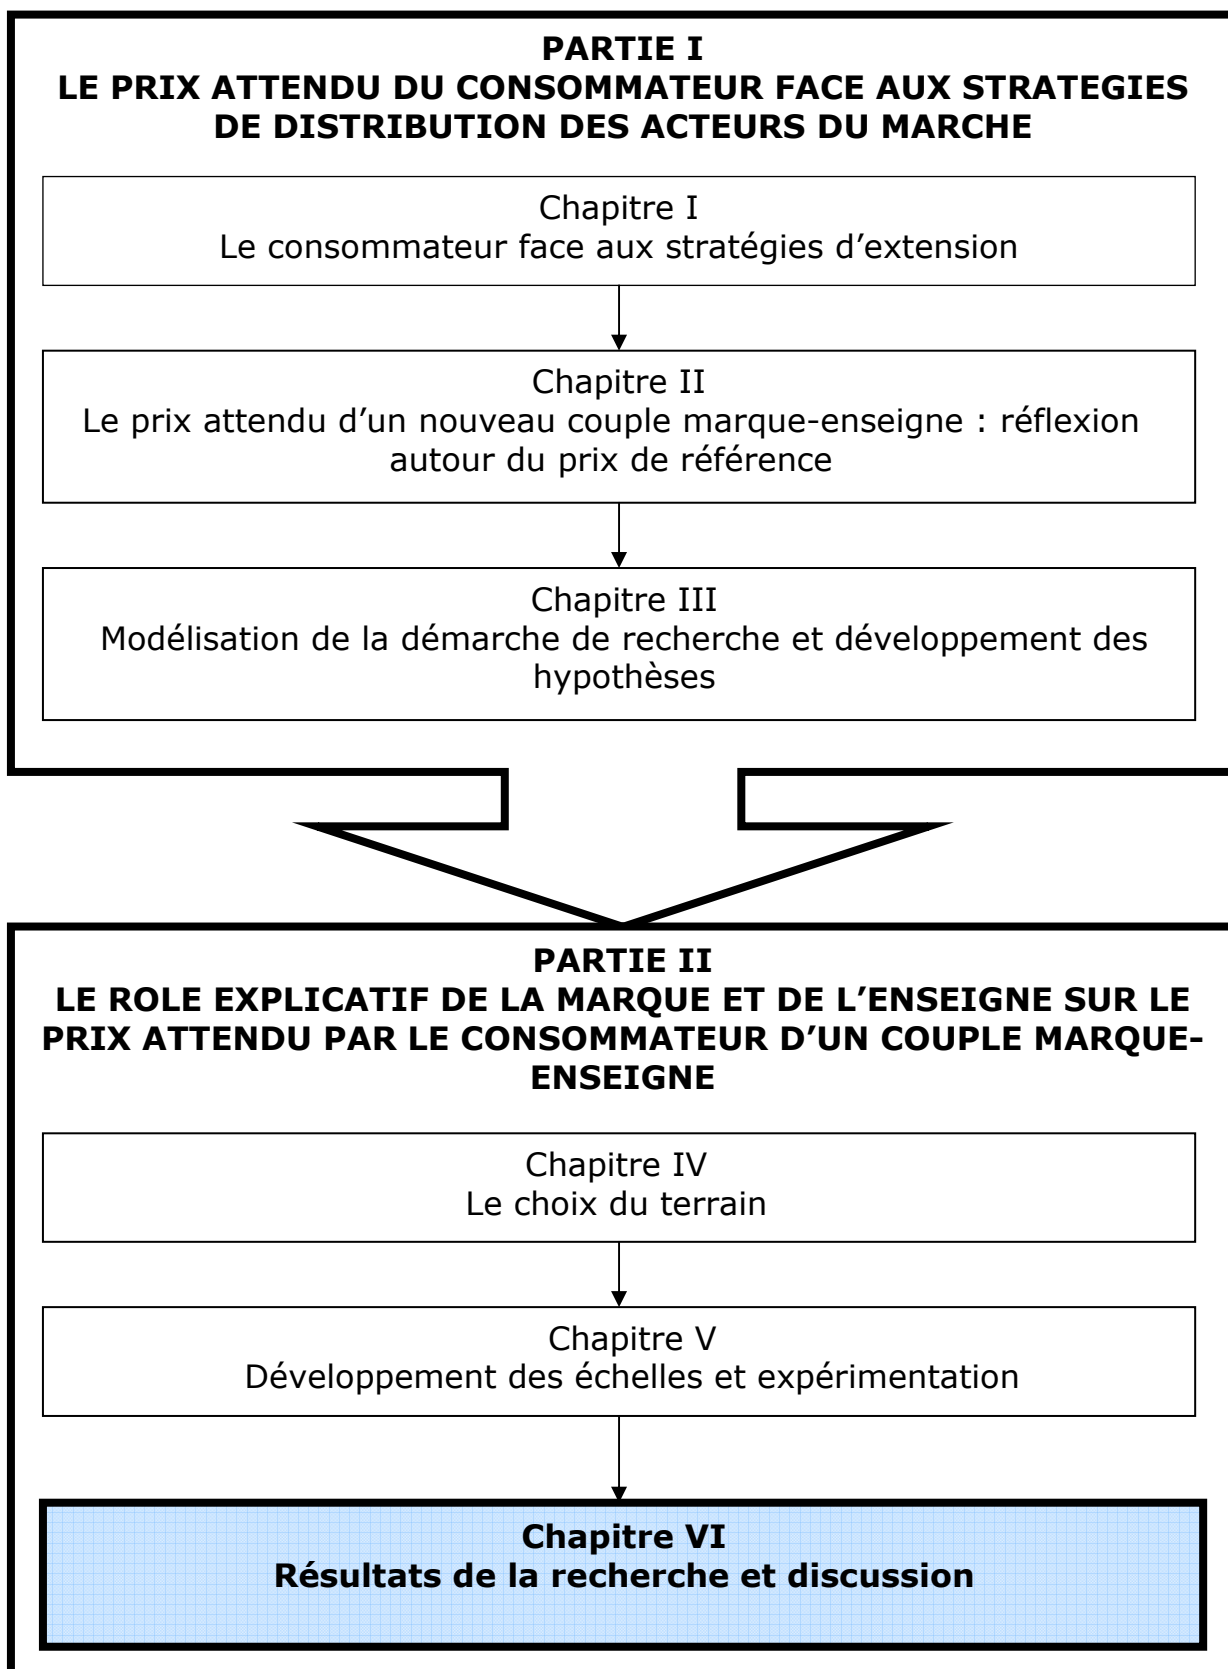 PARTIE I
LE PRIX ATTENDU DU CONSOMMATEUR FACE AUX STRATEGIES
DE DISTRIBUTION DES ACTEURS DU MARCHE
Chapitre I
Le consommateur face aux stratégies d’extension
Chapitre II
Le prix attendu d’un nouveau couple marque-enseigne : réflexion
autour du prix de référence
Chapitre III
Modélisation de la démarche de recherche et développement des
hypothèses
PARTIE II
LE ROLE EXPLICATIF DE LA MARQUE ET DE L’ENSEIGNE SUR LE
PRIX ATTENDU PAR LE CONSOMMATEUR D’UN COUPLE MARQUE-
ENSEIGNE
Chapitre IV
Le choix du terrain
Chapitre V
Développement des échelles et expérimentation
Chapitre VI
Résultats de la recherche et discussion